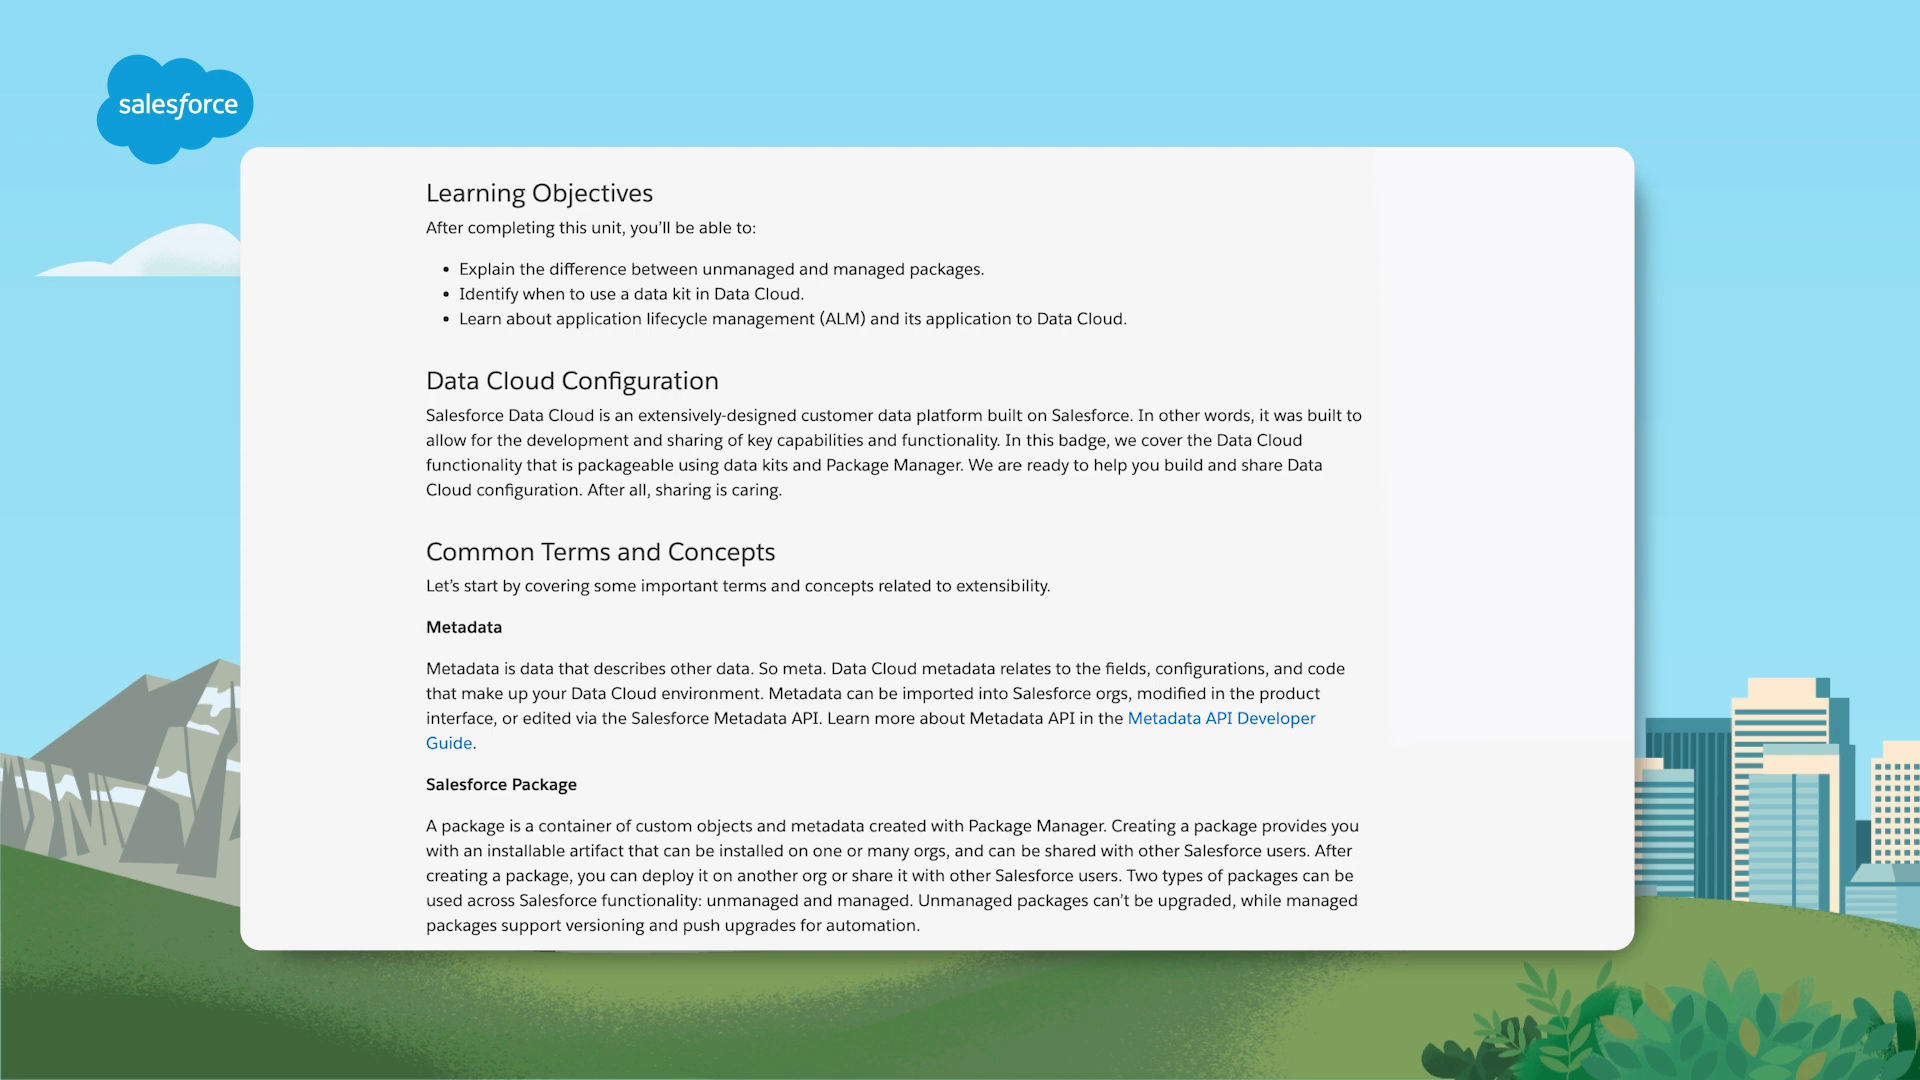 salesforce
Learning Objectives
After completing this unit, you’ll be able to:
• Explain the difference between unmanaged and managed packages.
• Identify when to use a data kit in Data Cloud.
• Learn about application lifecycle management (ALM) and its application to Data Cloud.
Data Cloud Configuration
Salesforce Data Cloud is an extensively-designed customer data platform built on Salesforce. In other words, it was built to
allow for the development and sharing of key capabilities and functionality. In this badge, we cover the Data Cloud
functionality that is packageable using data kits and Package Manager. We are ready to help you build and share Data
Cloud configuration. After all, sharing is caring.
Common Terms and Concepts
Let’s start by covering some important terms and concepts related to extensibility.
Metadata
Metadata is data that describes other data. So meta. Data Cloud metadata relates to the fields, configurations, and code
that make up your Data Cloud environment. Metadata can be imported into Salesforce orgs, modified in the product
interface, or edited via the Salesforce Metadata API. Learn more about Metadata API in the Metadata API Developer
Guide.
Salesforce Package
A package is a container of custom objects and metadata created with Package Manager. Creating a package provides you
with an installable artifact that can be installed on one or many orgs, and can be shared with other Salesforce users. After
creating a package, you can deploy it on another org or share it with other Salesforce users. Two types of packages can be
used across Salesforce functionality: unmanaged and managed. Unmanaged packages can’t be upgraded, while managed
packages support versioning and push upgrades for automation.